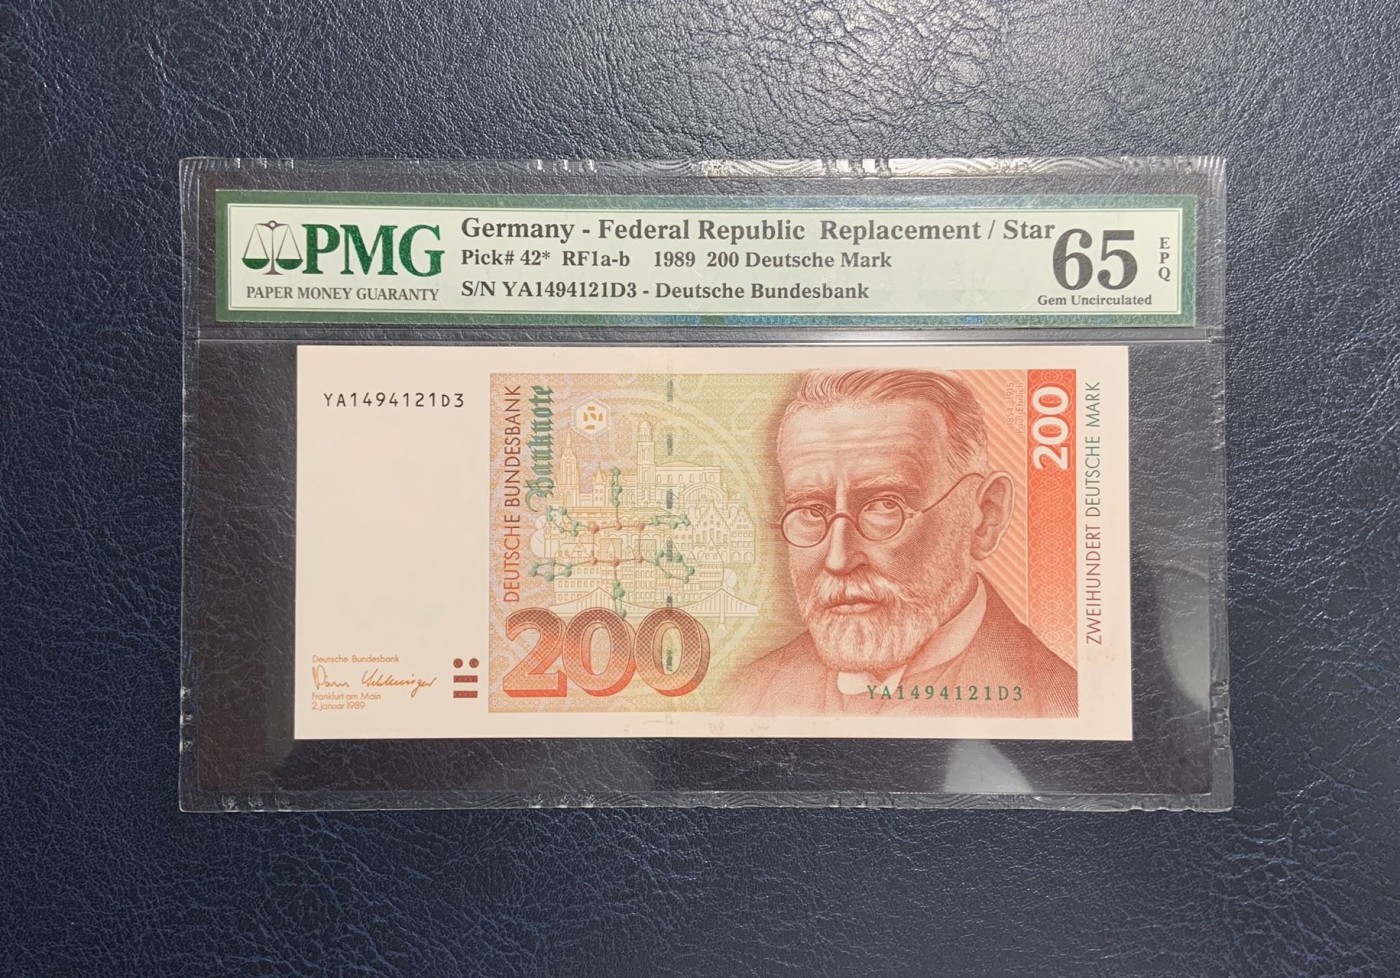 PMG
PAPER MONEY GUARANTY
Germany - Federal Republic Replacement / Star
Pick# 42* RF1a-b 1989 200 Deutsche Mark
S/N YA1494121D3 - Deutsche Bundesbank
65
EPQ
Gem Uncirculated
YA1494121D3
DEUTSCHE BUNDESBANK
Banknote
200
Deutsche Bundesbank
Frankfurt am Main
2. Januar 1989
200
ZWEIHUNDERT DEUTSCHE MARK
YA1494121D3